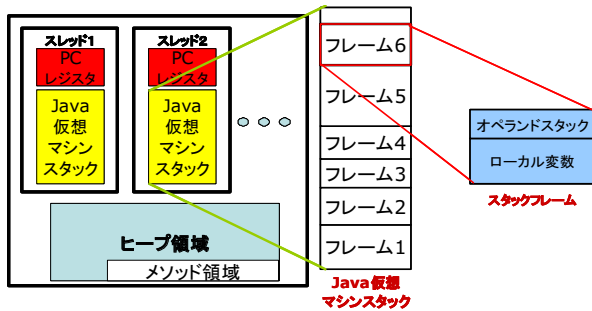 スレッド1
PC
レジスタ
Java
仮想
マシン
スタック
スレッド2
PC
レジスタ
Java
仮想
マシン
スタック
ヒープ領域
メソッド領域
フレーム6
フレーム5
フレーム4
フレーム3
フレーム2
フレーム1
Java仮想
マシンスタック
オペランドスタック
ローカル変数
スタックフレーム